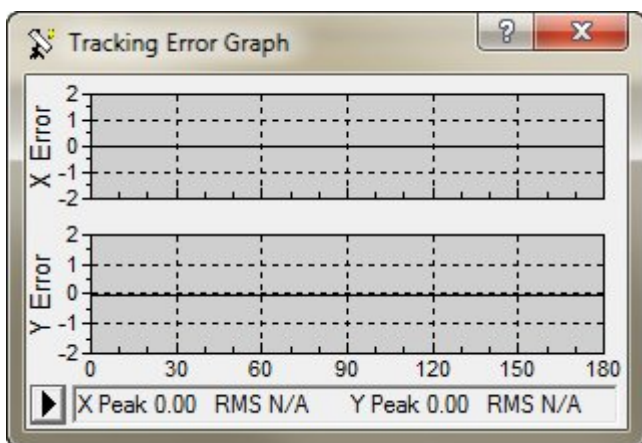 Tracking Error Graph
?
X
X Error
2
1
0
-1
-2
Y Error
2
1
0
-1
-2
0 30 60 90 120 150 180
X Peak 0.00 RMS N/A Y Peak 0.00 RMS N/A